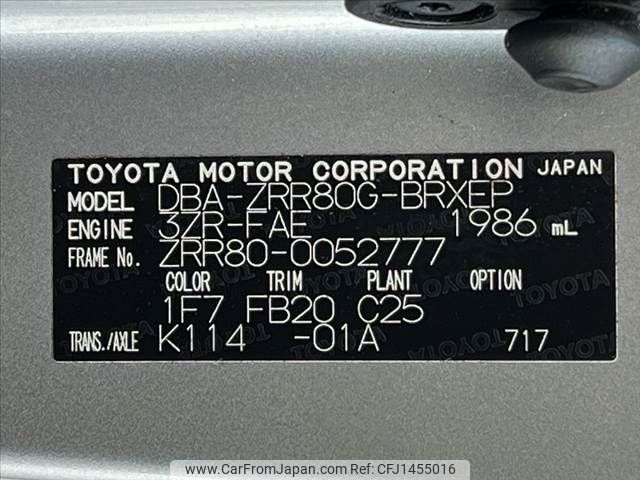 TOYOTA MOTOR CORPORATION JAPAN
MODEL DBA-ZRR80G-BRXEP
ENGINE 3ZR-FAE 1986 mL
FRAME No. ZRR80-0052777
COLOR TRIM PLANT OPTION
1F7 FB20 C25
TRANS./AXLE K114 -01A 717
www.CarFromJapan.com - CFJ1455016